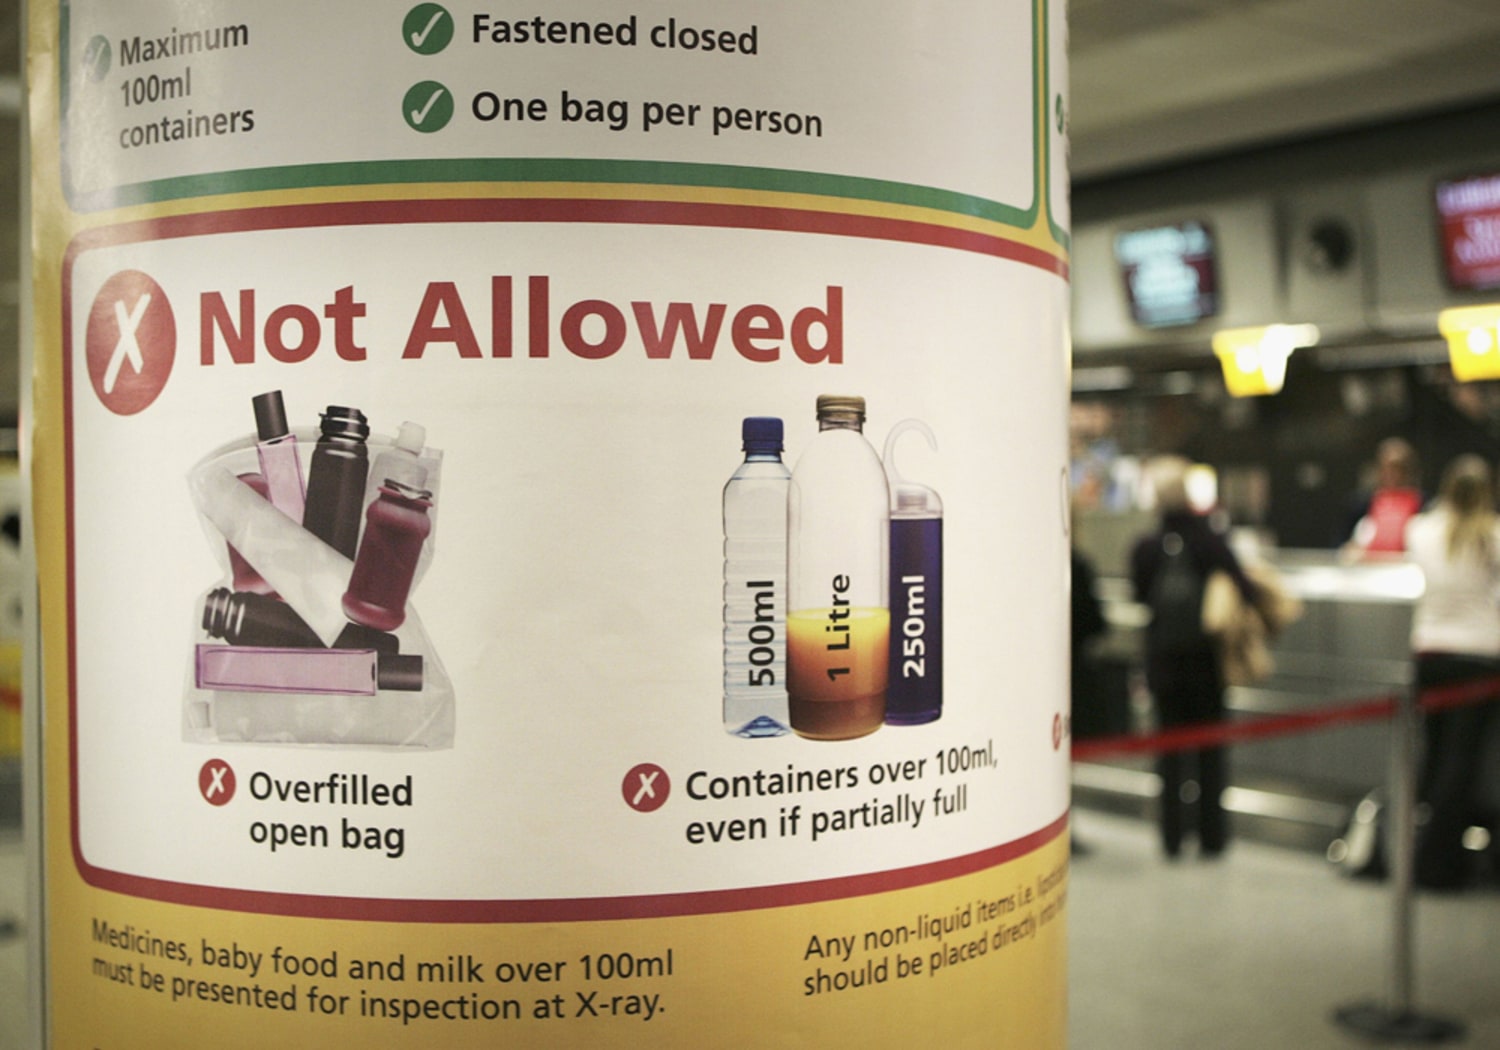 Maximum
100ml
containers
Fastened closed
One bag per person
Not Allowed
500ml
1 Litre
250ml
Overfilled
open bag
Containers over 100ml,
even if partially full
Medicines, baby food and milk over 100ml
must be presented for inspection at X-ray.
Any non-liquid items i.e.
should be placed directly